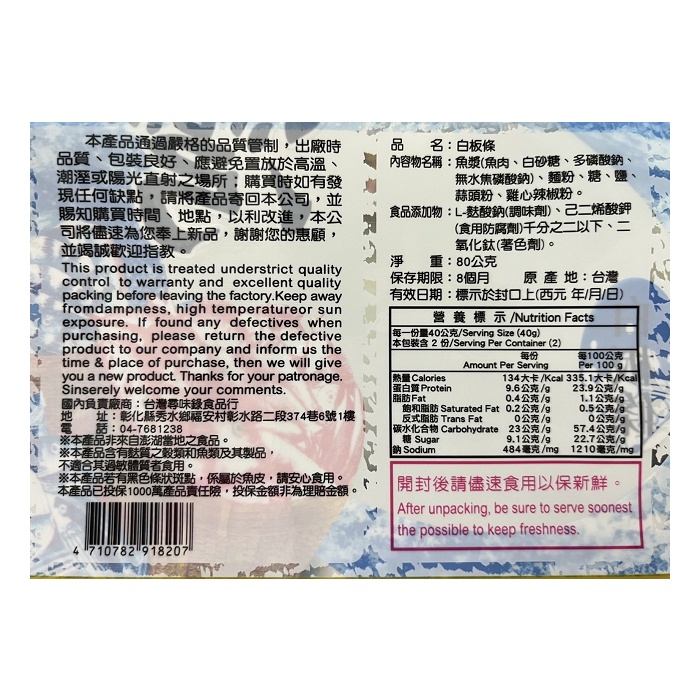 本產品通過嚴格的品質管制，出廠時
品質、包裝良好、應避免置放於高溫、
潮溼或陽光直射之場所；購買時如有發
現任何缺點，請將產品寄回本公司，並
賜知購買時間、地點，以利改進，本公
司將儘速為您奉上新品，謝謝您的惠顧，
並竭誠歡迎指教。
This product is treated understrict quality
control to warranty and excellent quality
packing before leaving the factory.Keep away
fromdampness, high temperatureor sun
exposure. If found any defectives when
purchasing, please return the defective
product to our company and inform us the
time & place of purchase, then we will give
you a new product. Thanks for your patronage.
Sinserely welcome your comments.
國內負責廠商：台灣尋味錄食品行
地 址：彰化縣秀水鄉福安村彰水路二段374巷6號1樓
電 話：04-7681238
※本產品非來自澎湖當地之食品。
※本產品含有麩質之穀類和魚類及其製品，
不適合其過敏體質者食用。
※本產品若有黑色條狀斑點，係屬於魚皮，請安心食用。
※本產品已投保1000萬產品責任險，投保金額非為理賠金額。
4 710782 918207
品 名：白板條
內容物名稱：魚漿(魚肉、白砂糖、多磷酸鈉、
無水焦磷酸鈉)、麵粉、糖、鹽、
蒜頭粉、雞心辣椒粉。
食品添加物：L-麩酸鈉(調味劑)、己二烯酸鉀
(食用防腐劑)千分之二以下、二
氧化鈦(著色劑)。
淨 重：80公克
保存期限：8個月 原 產 地：台灣
有效日期：標示於封口上(西元 年/月/日)
營 養 標 示 /Nutrition Facts
每一份量40公克/Serving Size (40g)
本包裝含 2 份/Serving Per Container (2)
每份 每100公克
Amount Per Serving Per 100 g
熱量 Calories 134 大卡 /Kcal 335.1 大卡/Kcal
蛋白質 Protein 9.6公克/g 23.9公克/g
脂肪 Fat 0.4公克/g 1.1公克/g
飽和脂肪 Saturated Fat 0.2公克/g 0.5公克/g
反式脂肪 Trans Fat 0公克/g 0公克/g
碳水化合物 Carbohydrate 23公克/g 57.4公克/g
糖 Sugar 9.1公克/g 22.7公克/g
鈉 Sodium 484毫克/mg 1210毫克/mg
開封後請儘速食用以保新鮮。
After unpacking, be sure to serve soonest
the possible to keep freshness.